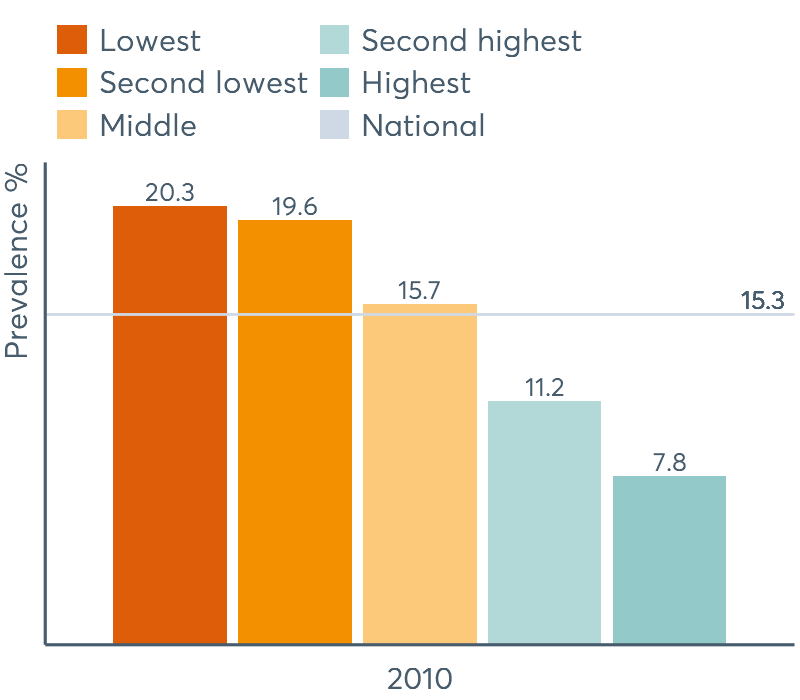 Lowest
Second lowest
Middle
Second highest
Highest
National
Prevalence %
20.3
19.6
15.7
11.2
7.8
15.3
2010